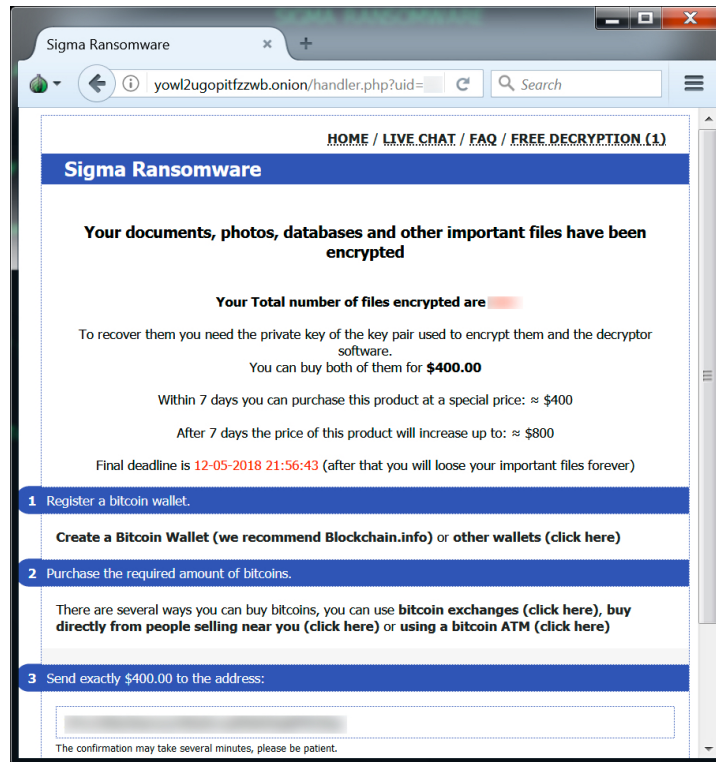 SIGMA RANSOMWARE
Sigma Ransomware
yowl2ugopitfzzwb.onion/handler.php?uid=
Search
HOME / LIVE CHAT / FAQ / FREE DECRYPTION (1)
Sigma Ransomware
Your documents, photos, databases and other important files have been
encrypted
Your Total number of files encrypted are
To recover them you need the private key of the key pair used to encrypt them and the decryptor
software.
You can buy both of them for $400.00
Within 7 days you can purchase this product at a special price: ≈ $400
After 7 days the price of this product will increase up to: ≈ $800
Final deadline is 12-05-2018 21:56:43 (after that you will loose your important files forever)
1 Register a bitcoin wallet.
Create a Bitcoin Wallet (we recommend Blockchain.info) or other wallets (click here)
2 Purchase the required amount of bitcoins.
There are several ways you can buy bitcoins, you can use bitcoin exchanges (click here), buy
directly from people selling near you (click here) or using a bitcoin ATM (click here)
3 Send exactly $400.00 to the address:
The confirmation may take several minutes, please be patient.